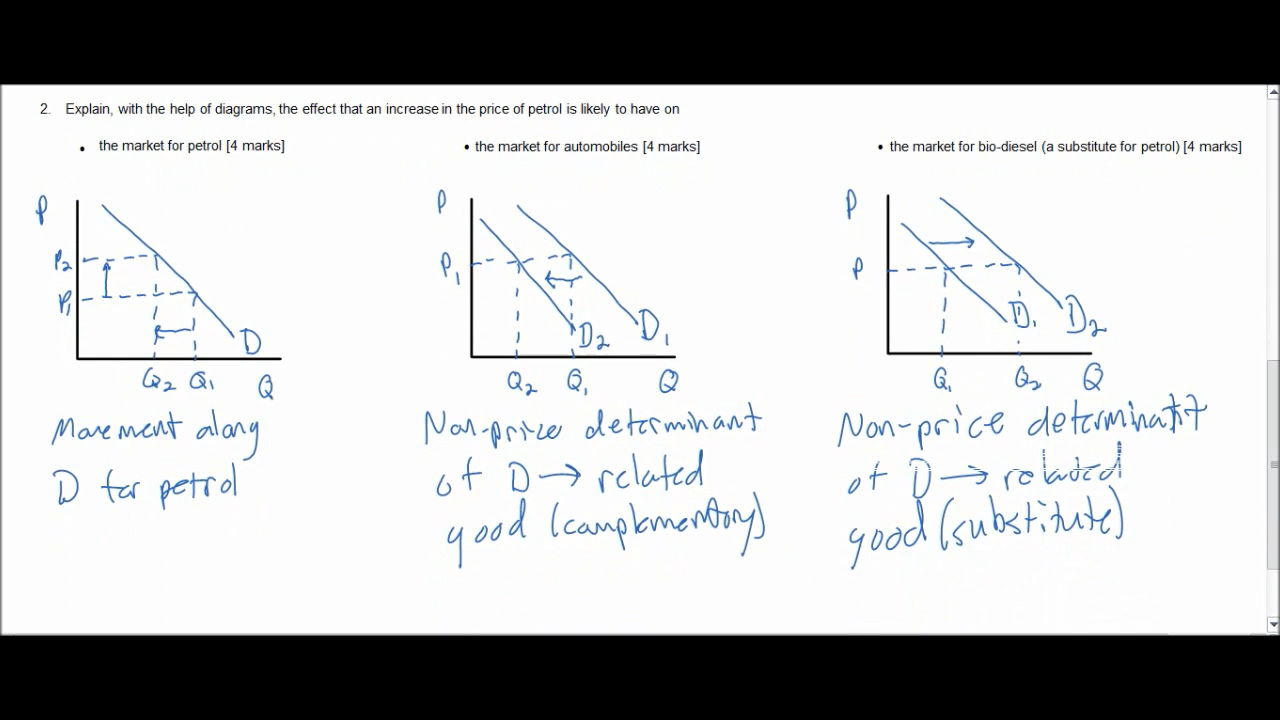 2. Explain, with the help of diagrams, the effect that an increase in the price of petrol is likely to have on
• the market for petrol [4 marks]
• the market for automobiles [4 marks]
• the market for bio-diesel (a substitute for petrol) [4 marks]
P
P2
P1
D
Q2 Q1 Q
Movement along
D for petrol
P
P1
D2 D1
Q2 Q1 Q
Non-price determinant
of D → related
good (complementory)
P
P
D1 D2
Q1 Q2 Q
Non-price determinatit
of D → related
good (substitute)